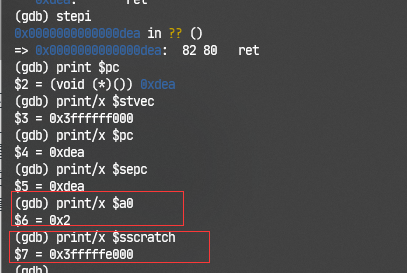 0xdea:        ret
(gdb) stepi
0x0000000000000dea in ?? ()
=> 0x0000000000000dea:  82 80   ret
(gdb) print $pc
$2 = (void (*)()) 0xdea
(gdb) print/x $stvec
$3 = 0x3ffffff000
(gdb) print/x $pc
$4 = 0xdea
(gdb) print/x $sepc
$5 = 0xdea
(gdb) print/x $a0
$6 = 0x2
(gdb) print/x $sscratch
$7 = 0x3fffffe000
(gdb)